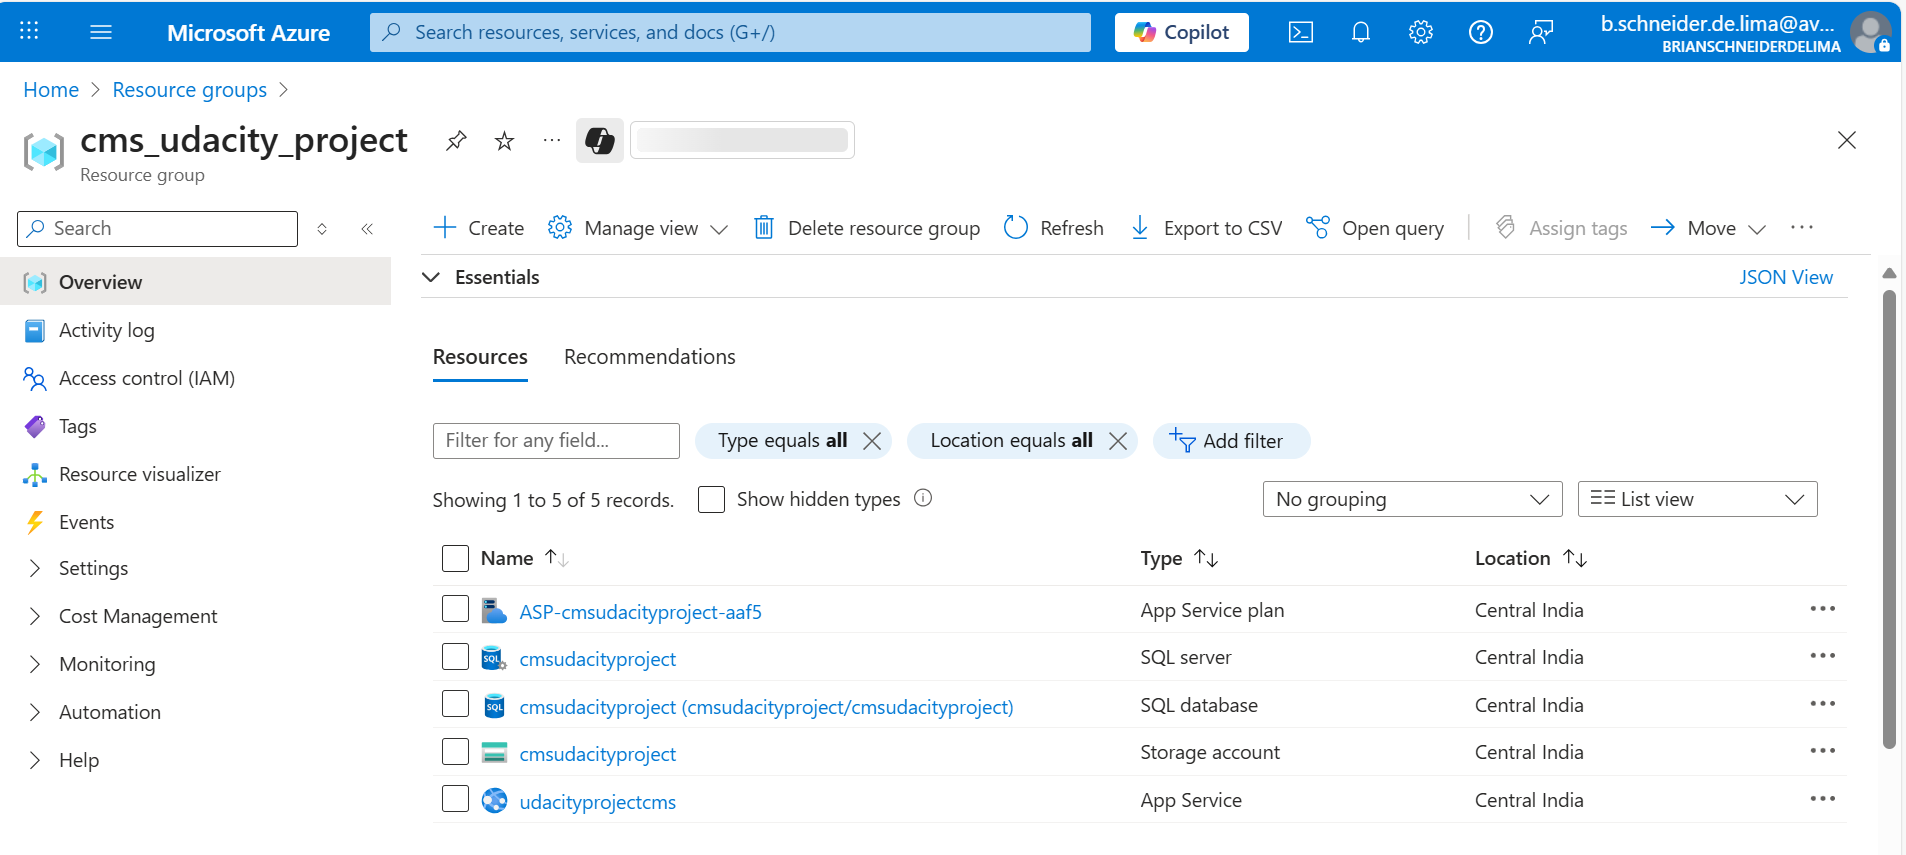 Microsoft Azure
Search resources, services, and docs (G+/)
Copilot
b.schneider.de.lima@av...
BRIANSCHNEIDERDELIMA
Home > Resource groups >
cms_udacity_project
Resource group
Search
Create
Manage view
Delete resource group
Refresh
Export to CSV
Open query
Assign tags
Move
Overview
Activity log
Access control (IAM)
Tags
Resource visualizer
Events
Settings
Cost Management
Monitoring
Automation
Help
Essentials
JSON View
Resources Recommendations
Filter for any field...
Type equals all
Location equals all
Add filter
Showing 1 to 5 of 5 records.
Show hidden types
No grouping
List view
Name Type Location
ASP-cmsudacityproject-aaf5 App Service plan Central India
cmsudacityproject SQL server Central India
cmsudacityproject (cmsudacityproject/cmsudacityproject) SQL database Central India
cmsudacityproject Storage account Central India
udacityprojectcms App Service Central India